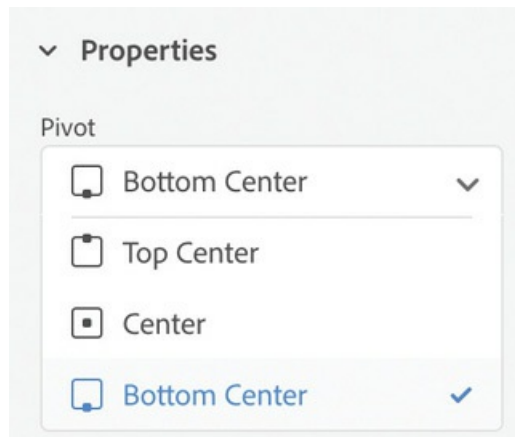 Properties
Pivot
Bottom Center
Top Center
Center
Bottom Center